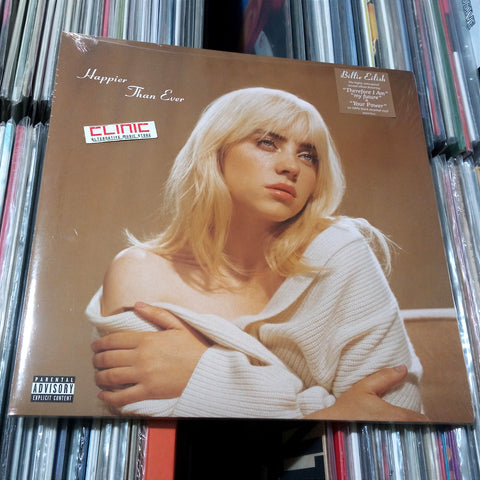 Happier
Than Ever
CLINIC
ALTERNATIVE MUSIC STORE
Billie Eilish
"Therefore I Am"
"my future"
"Your Power"
PARENTAL
ADVISORY
EXPLICIT CONTENT